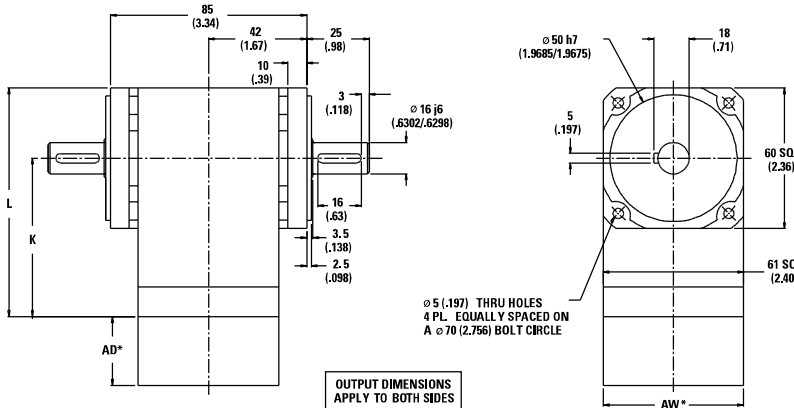 85
(3.34)
42
(1.67)
25
(.98)
10
(.39)
3
(.118)
Ø 16 j6
(.6302/.6298)
L
K
16
(.63)
3.5
(.138)
2.5
(.098)
AD*
OUTPUT DIMENSIONS
APPLY TO BOTH SIDES
Ø 50 h7
(1.9685/1.9675)
18
(.71)
5
(.197)
60 SQ
(2.36)
61 SQ
(2.40
Ø 5 (.197) THRU HOLES
4 PL. EQUALLY SPACED ON
A Ø 70 (2.756) BOLT CIRCLE
AW*